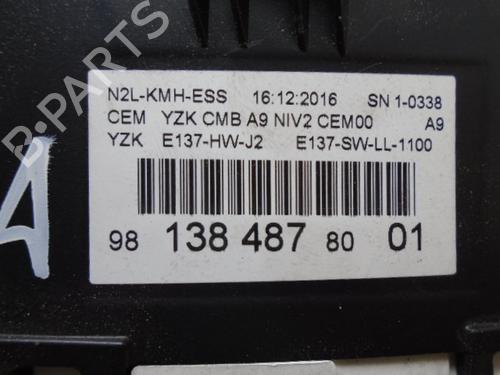 N2L-KMH-ESS 16:12:2016 SN 1-0338
CEM YZK CMB A9 NIV2 CEM00 A9
YZK E137-HW-J2 E137-SW-LL-1100
98 138 487 80 01
A
B-PARTS